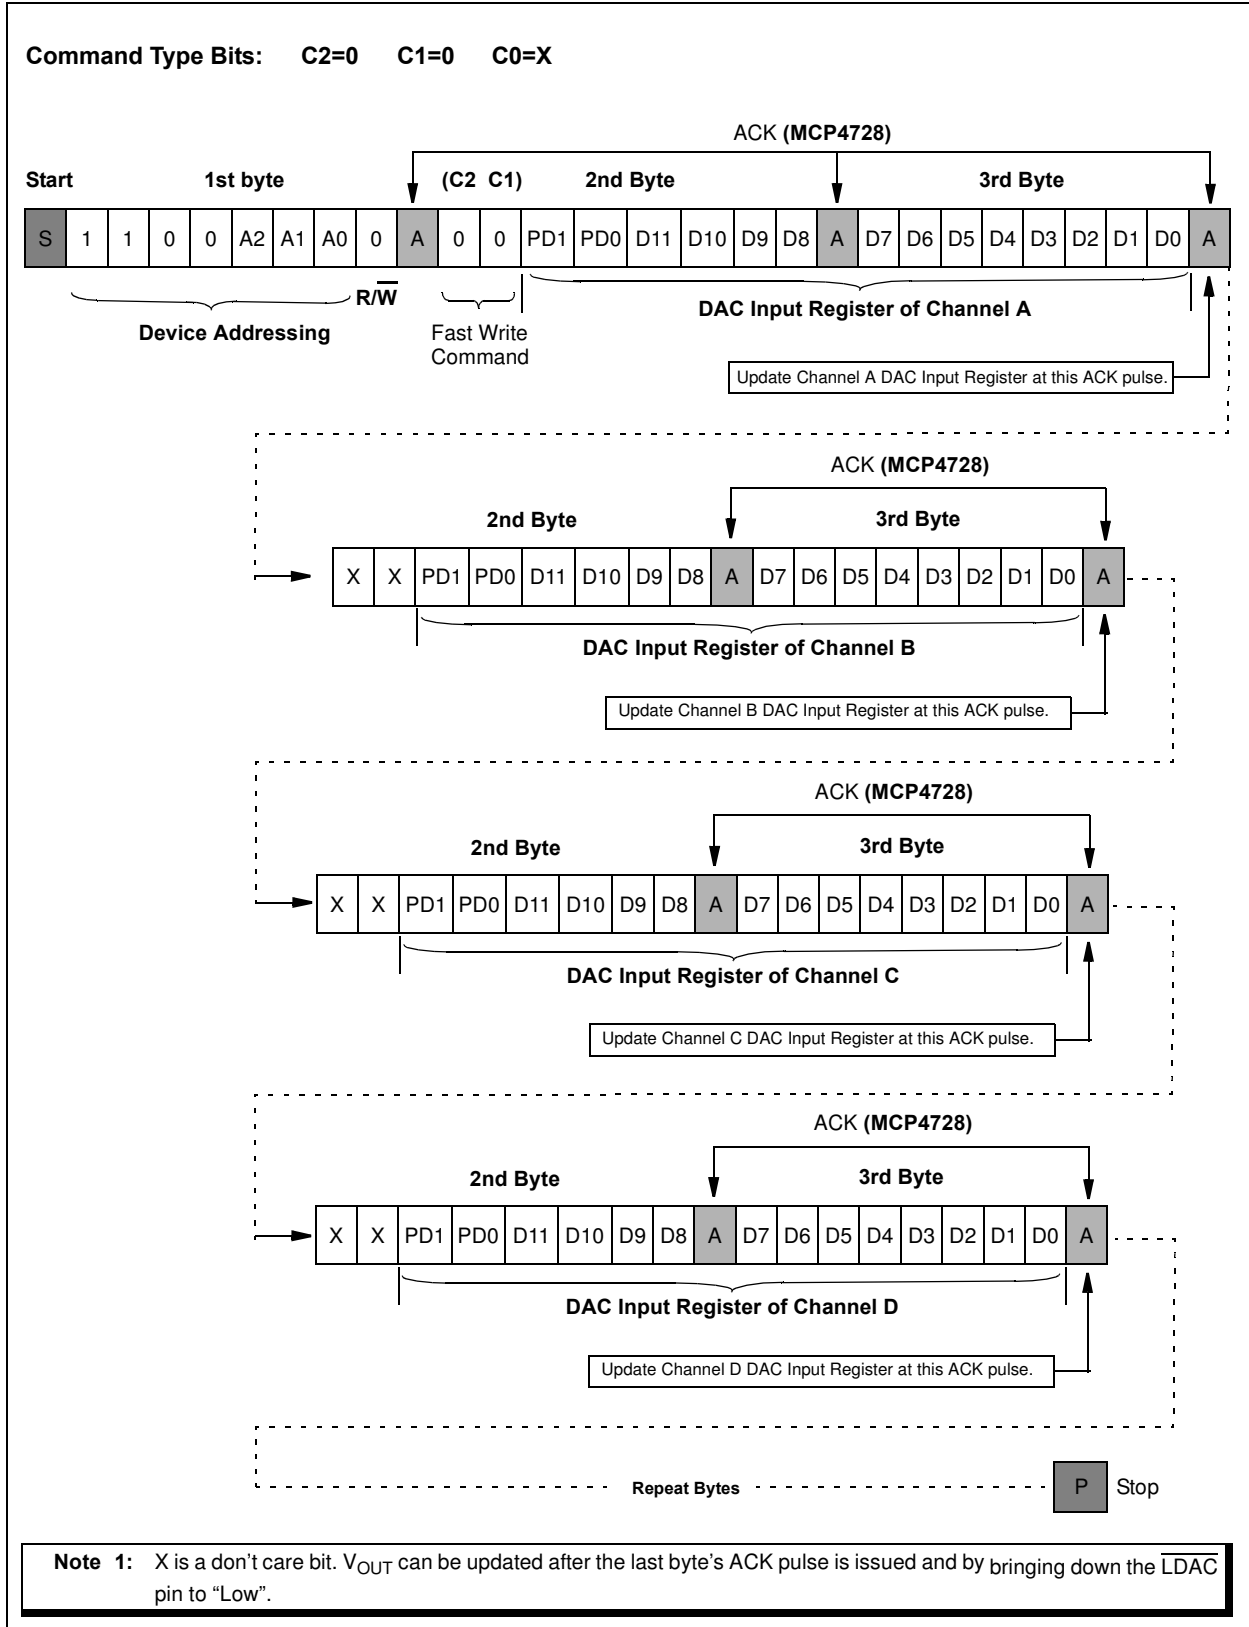 Command Type Bits: C2=0 C1=0 C0=X
ACK (MCP4728)
Start 1st byte (C2 C1) 2nd Byte 3rd Byte
S 1 1 0 0 A2 A1 A0 0 A 0 0 PD1 PD0 D11 D10 D9 D8 A D7 D6 D5 D4 D3 D2 D1 D0 A
R/W
Device Addressing
Fast Write
Command
DAC Input Register of Channel A
Update Channel A DAC Input Register at this ACK pulse.
ACK (MCP4728)
2nd Byte 3rd Byte
X X PD1 PD0 D11 D10 D9 D8 A D7 D6 D5 D4 D3 D2 D1 D0 A
DAC Input Register of Channel B
Update Channel B DAC Input Register at this ACK pulse.
ACK (MCP4728)
2nd Byte 3rd Byte
X X PD1 PD0 D11 D10 D9 D8 A D7 D6 D5 D4 D3 D2 D1 D0 A
DAC Input Register of Channel C
Update Channel C DAC Input Register at this ACK pulse.
ACK (MCP4728)
2nd Byte 3rd Byte
X X PD1 PD0 D11 D10 D9 D8 A D7 D6 D5 D4 D3 D2 D1 D0 A
DAC Input Register of Channel D
Update Channel D DAC Input Register at this ACK pulse.
Repeat Bytes P Stop
Note 1: X is a don't care bit. VOUT can be updated after the last byte's ACK pulse is issued and by bringing down the LDAC
pin to “Low”.